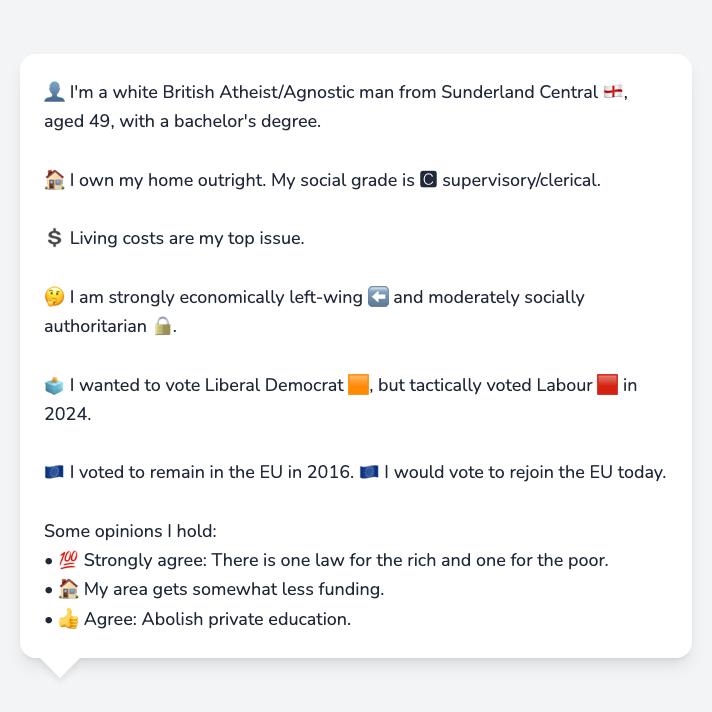 👤 I'm a white British Atheist/Agnostic man from Sunderland Central 🏴󠁧󠁢󠁥󠁮󠁧󠁿,
aged 49, with a bachelor's degree.
🏠 I own my home outright. My social grade is 🅲 supervisory/clerical.
💲 Living costs are my top issue.
🤔 I am strongly economically left-wing ⬅️ and moderately socially
authoritarian 🔒.
🗳️ I wanted to vote Liberal Democrat 🟧, but tactically voted Labour 🟥 in
2024.
🇪🇺 I voted to remain in the EU in 2016. 🇪🇺 I would vote to rejoin the EU today.
Some opinions I hold:
• 💯 Strongly agree: There is one law for the rich and one for the poor.
• 🏠 My area gets somewhat less funding.
• 👍 Agree: Abolish private education.